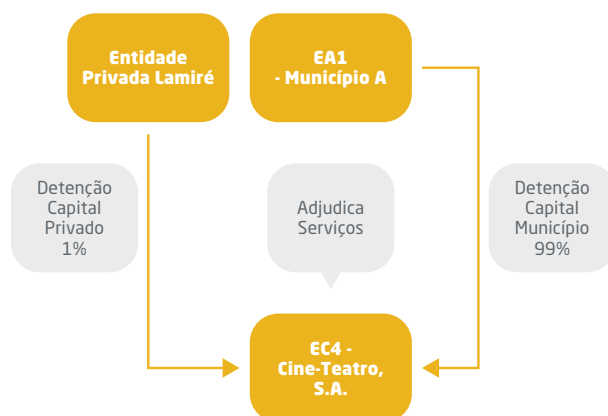 Entidade
Privada Lamiré
EA1
- Município A
Detenção
Capital
Privado
1%
Adjudica
Serviços
Detenção
Capital
Município
99%
EC4 -
Cine-Teatro,
S.A.